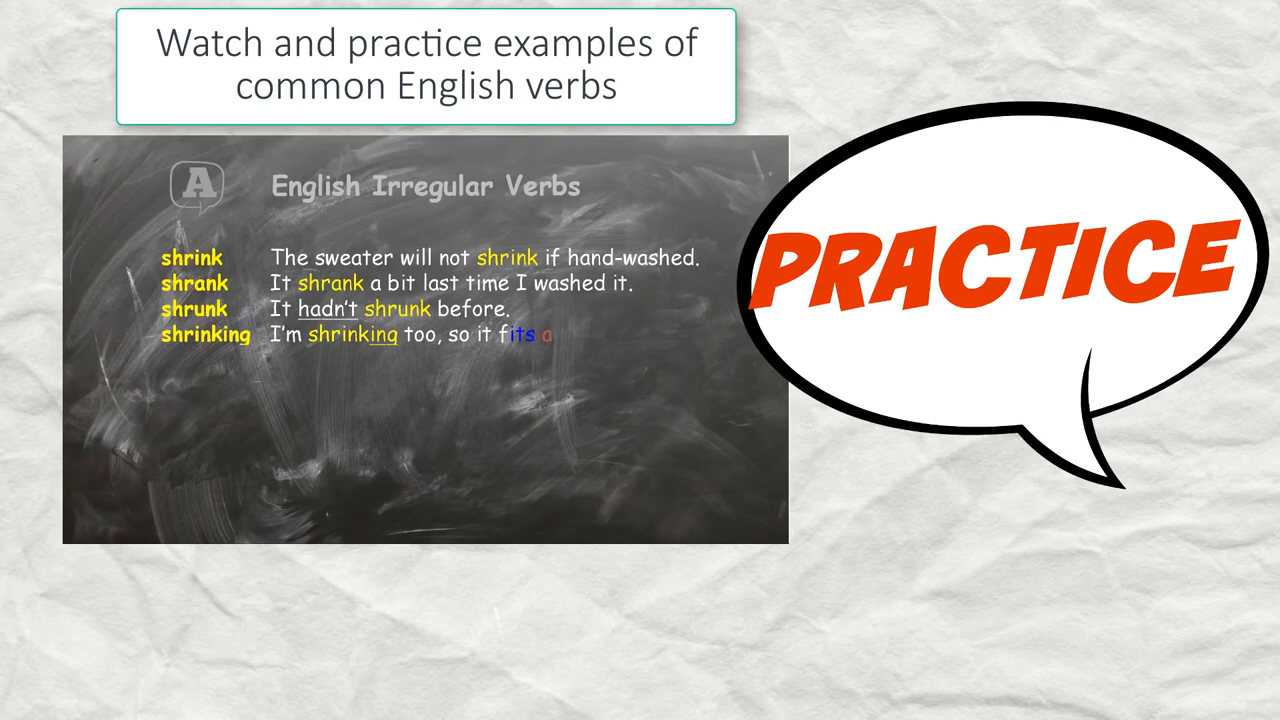 Watch and practice examples of
common English verbs
A English Irregular Verbs
shrink The sweater will not shrink if hand-washed.
shrank It shrank a bit last time I washed it.
shrunk It hadn't shrunk before.
shrinking I'm shrinking too, so it fits a
PRACTICE